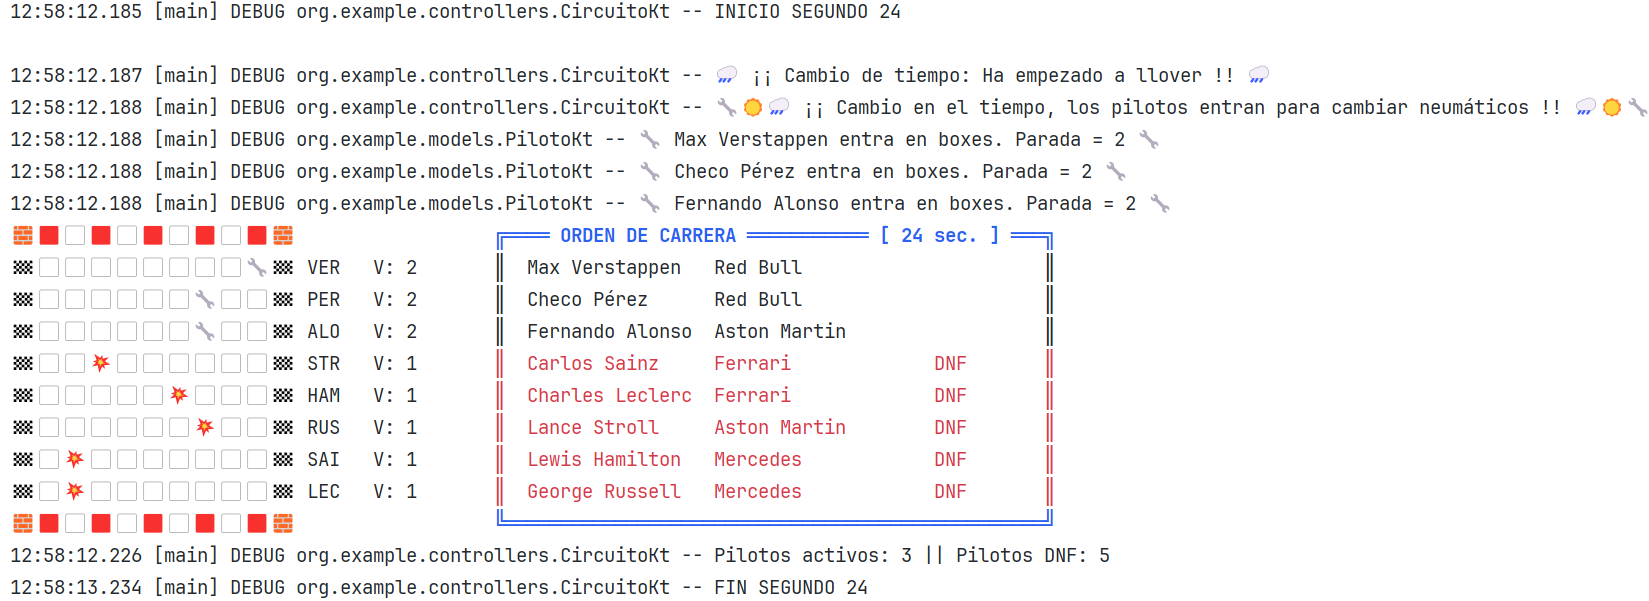 12:58:12.185 [main] DEBUG org.example.controllers.CircuitoKt -- INICIO SEGUNDO 24
12:58:12.187 [main] DEBUG org.example.controllers.CircuitoKt -- 🌧️ ¡¡ Cambio de tiempo: Ha empezado a llover !! 🌧️
12:58:12.188 [main] DEBUG org.example.controllers.CircuitoKt -- 🔧☀️🌧️ ¡¡ Cambio en el tiempo, los pilotos entran para cambiar neumáticos !! 🌧️☀️🔧
12:58:12.188 [main] DEBUG org.example.models.PilotoKt -- 🔧 Max Verstappen entra en boxes. Parada = 2 🔧
12:58:12.188 [main] DEBUG org.example.models.PilotoKt -- 🔧 Checo Pérez entra en boxes. Parada = 2 🔧
12:58:12.188 [main] DEBUG org.example.models.PilotoKt -- 🔧 Fernando Alonso entra en boxes. Parada = 2 🔧
ORDEN DE CARRERA [ 24 sec. ]
VER V: 2 Max Verstappen Red Bull
PER V: 2 Checo Pérez Red Bull
ALO V: 2 Fernando Alonso Aston Martin
STR V: 1 Carlos Sainz Ferrari DNF
HAM V: 1 Charles Leclerc Ferrari DNF
RUS V: 1 Lance Stroll Aston Martin DNF
SAI V: 1 Lewis Hamilton Mercedes DNF
LEC V: 1 George Russell Mercedes DNF
12:58:12.226 [main] DEBUG org.example.controllers.CircuitoKt -- Pilotos activos: 3 || Pilotos DNF: 5
12:58:13.234 [main] DEBUG org.example.controllers.CircuitoKt -- FIN SEGUNDO 24